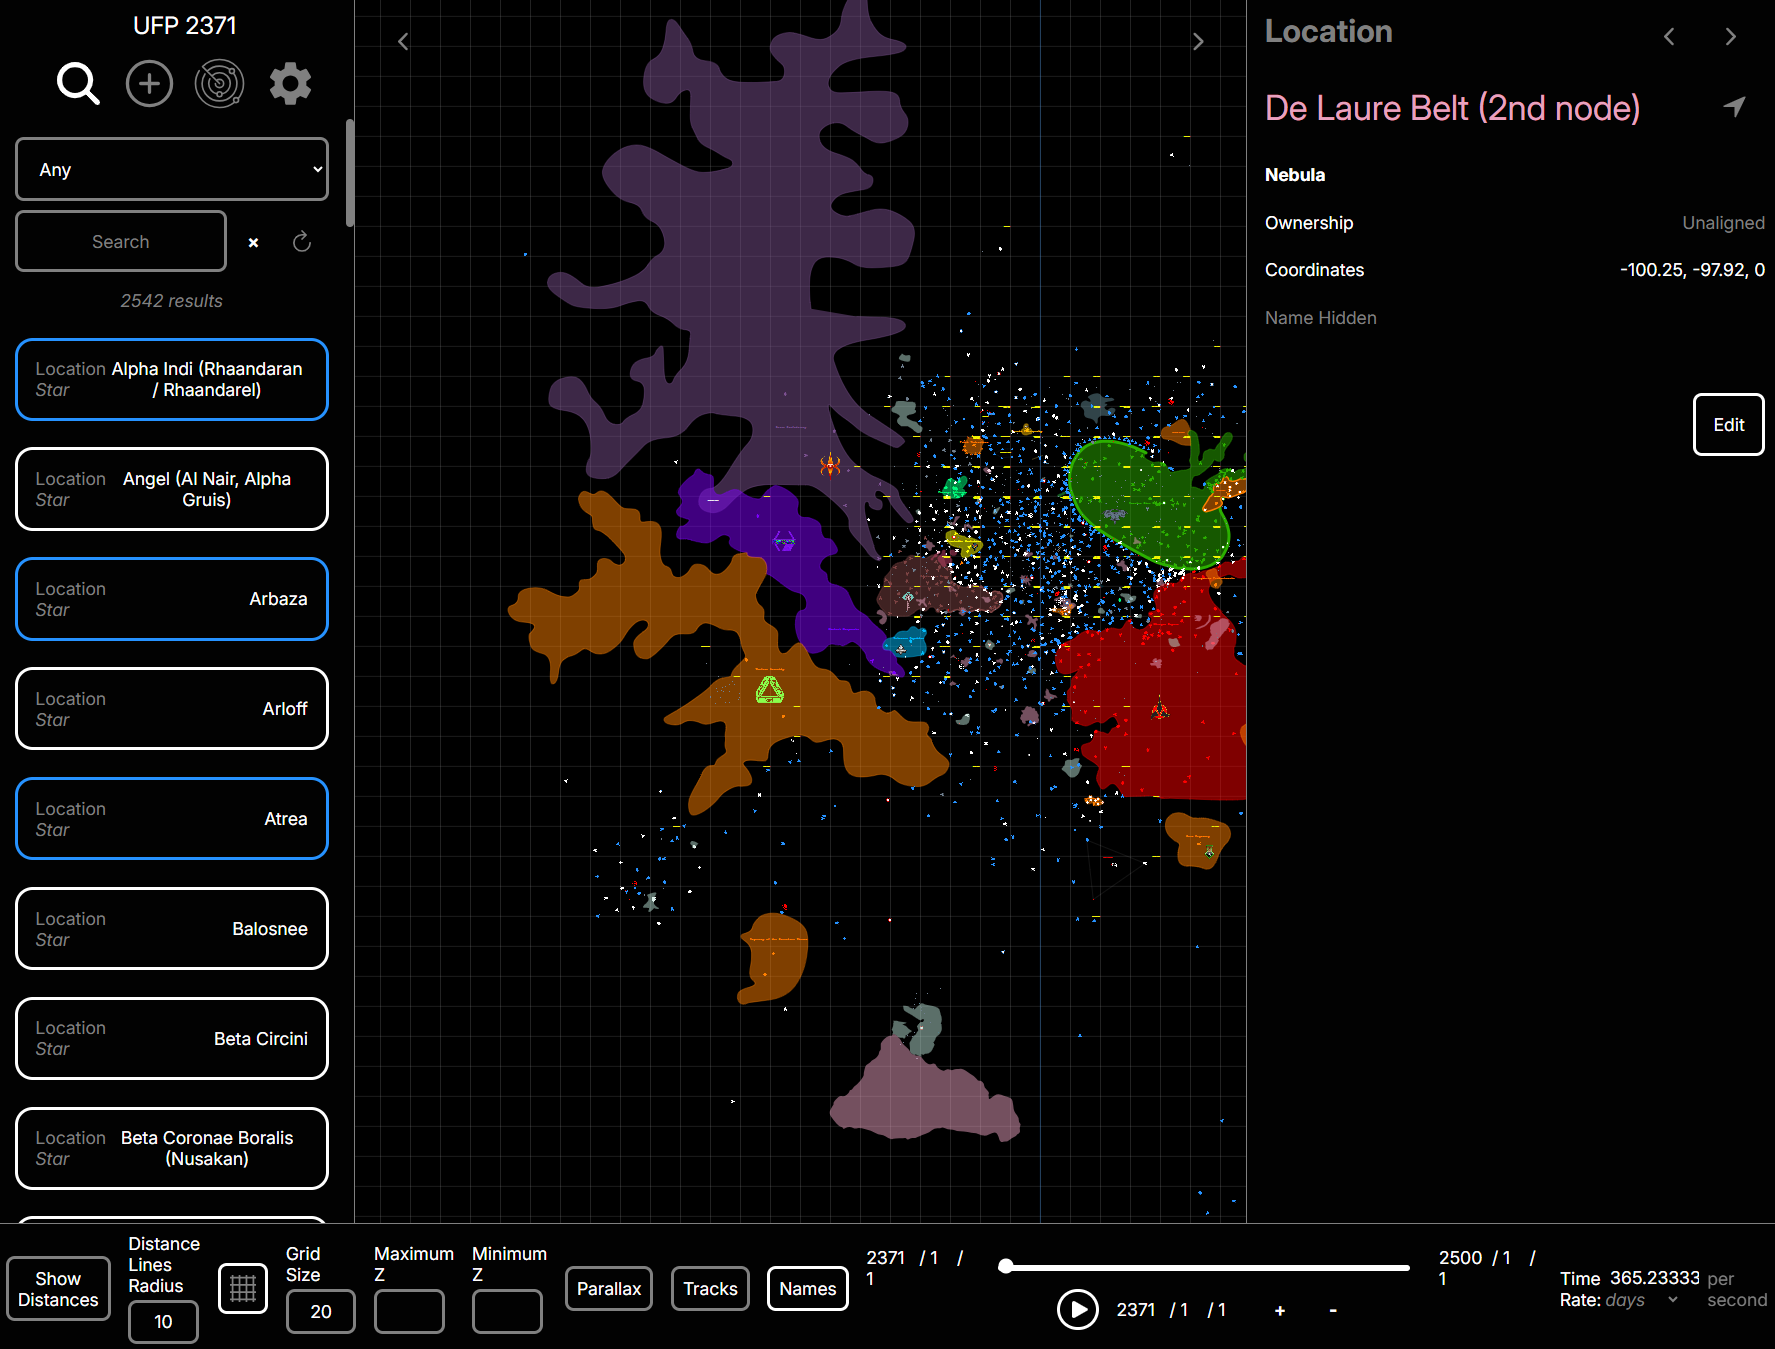 UFP 2371
Any
Search
2542 results
Location
Star
Alpha Indi (Rhaandaran
/ Rhaandarel)
Location
Star
Angel (Al Nair, Alpha
Gruis)
Location
Star
Arbaza
Location
Star
Arloff
Location
Star
Atrea
Location
Star
Balosnee
Location
Star
Beta Circini
Location
Star
Beta Coronae Boralis
(Nusakan)
Location
De Laure Belt (2nd node)
Nebula
Ownership Unaligned
Coordinates -100.25, -97.92, 0
Name Hidden
Edit
Show
Distances
Distance
Lines
Radius
10
Grid
Size
20
Maximum
Z
Minimum
Z
Parallax
Tracks
Names
2371 / 1 /
1
2500 / 1 /
1
2371 / 1 / 1
+ -
Time
Rate:
365.23333
days
per
second